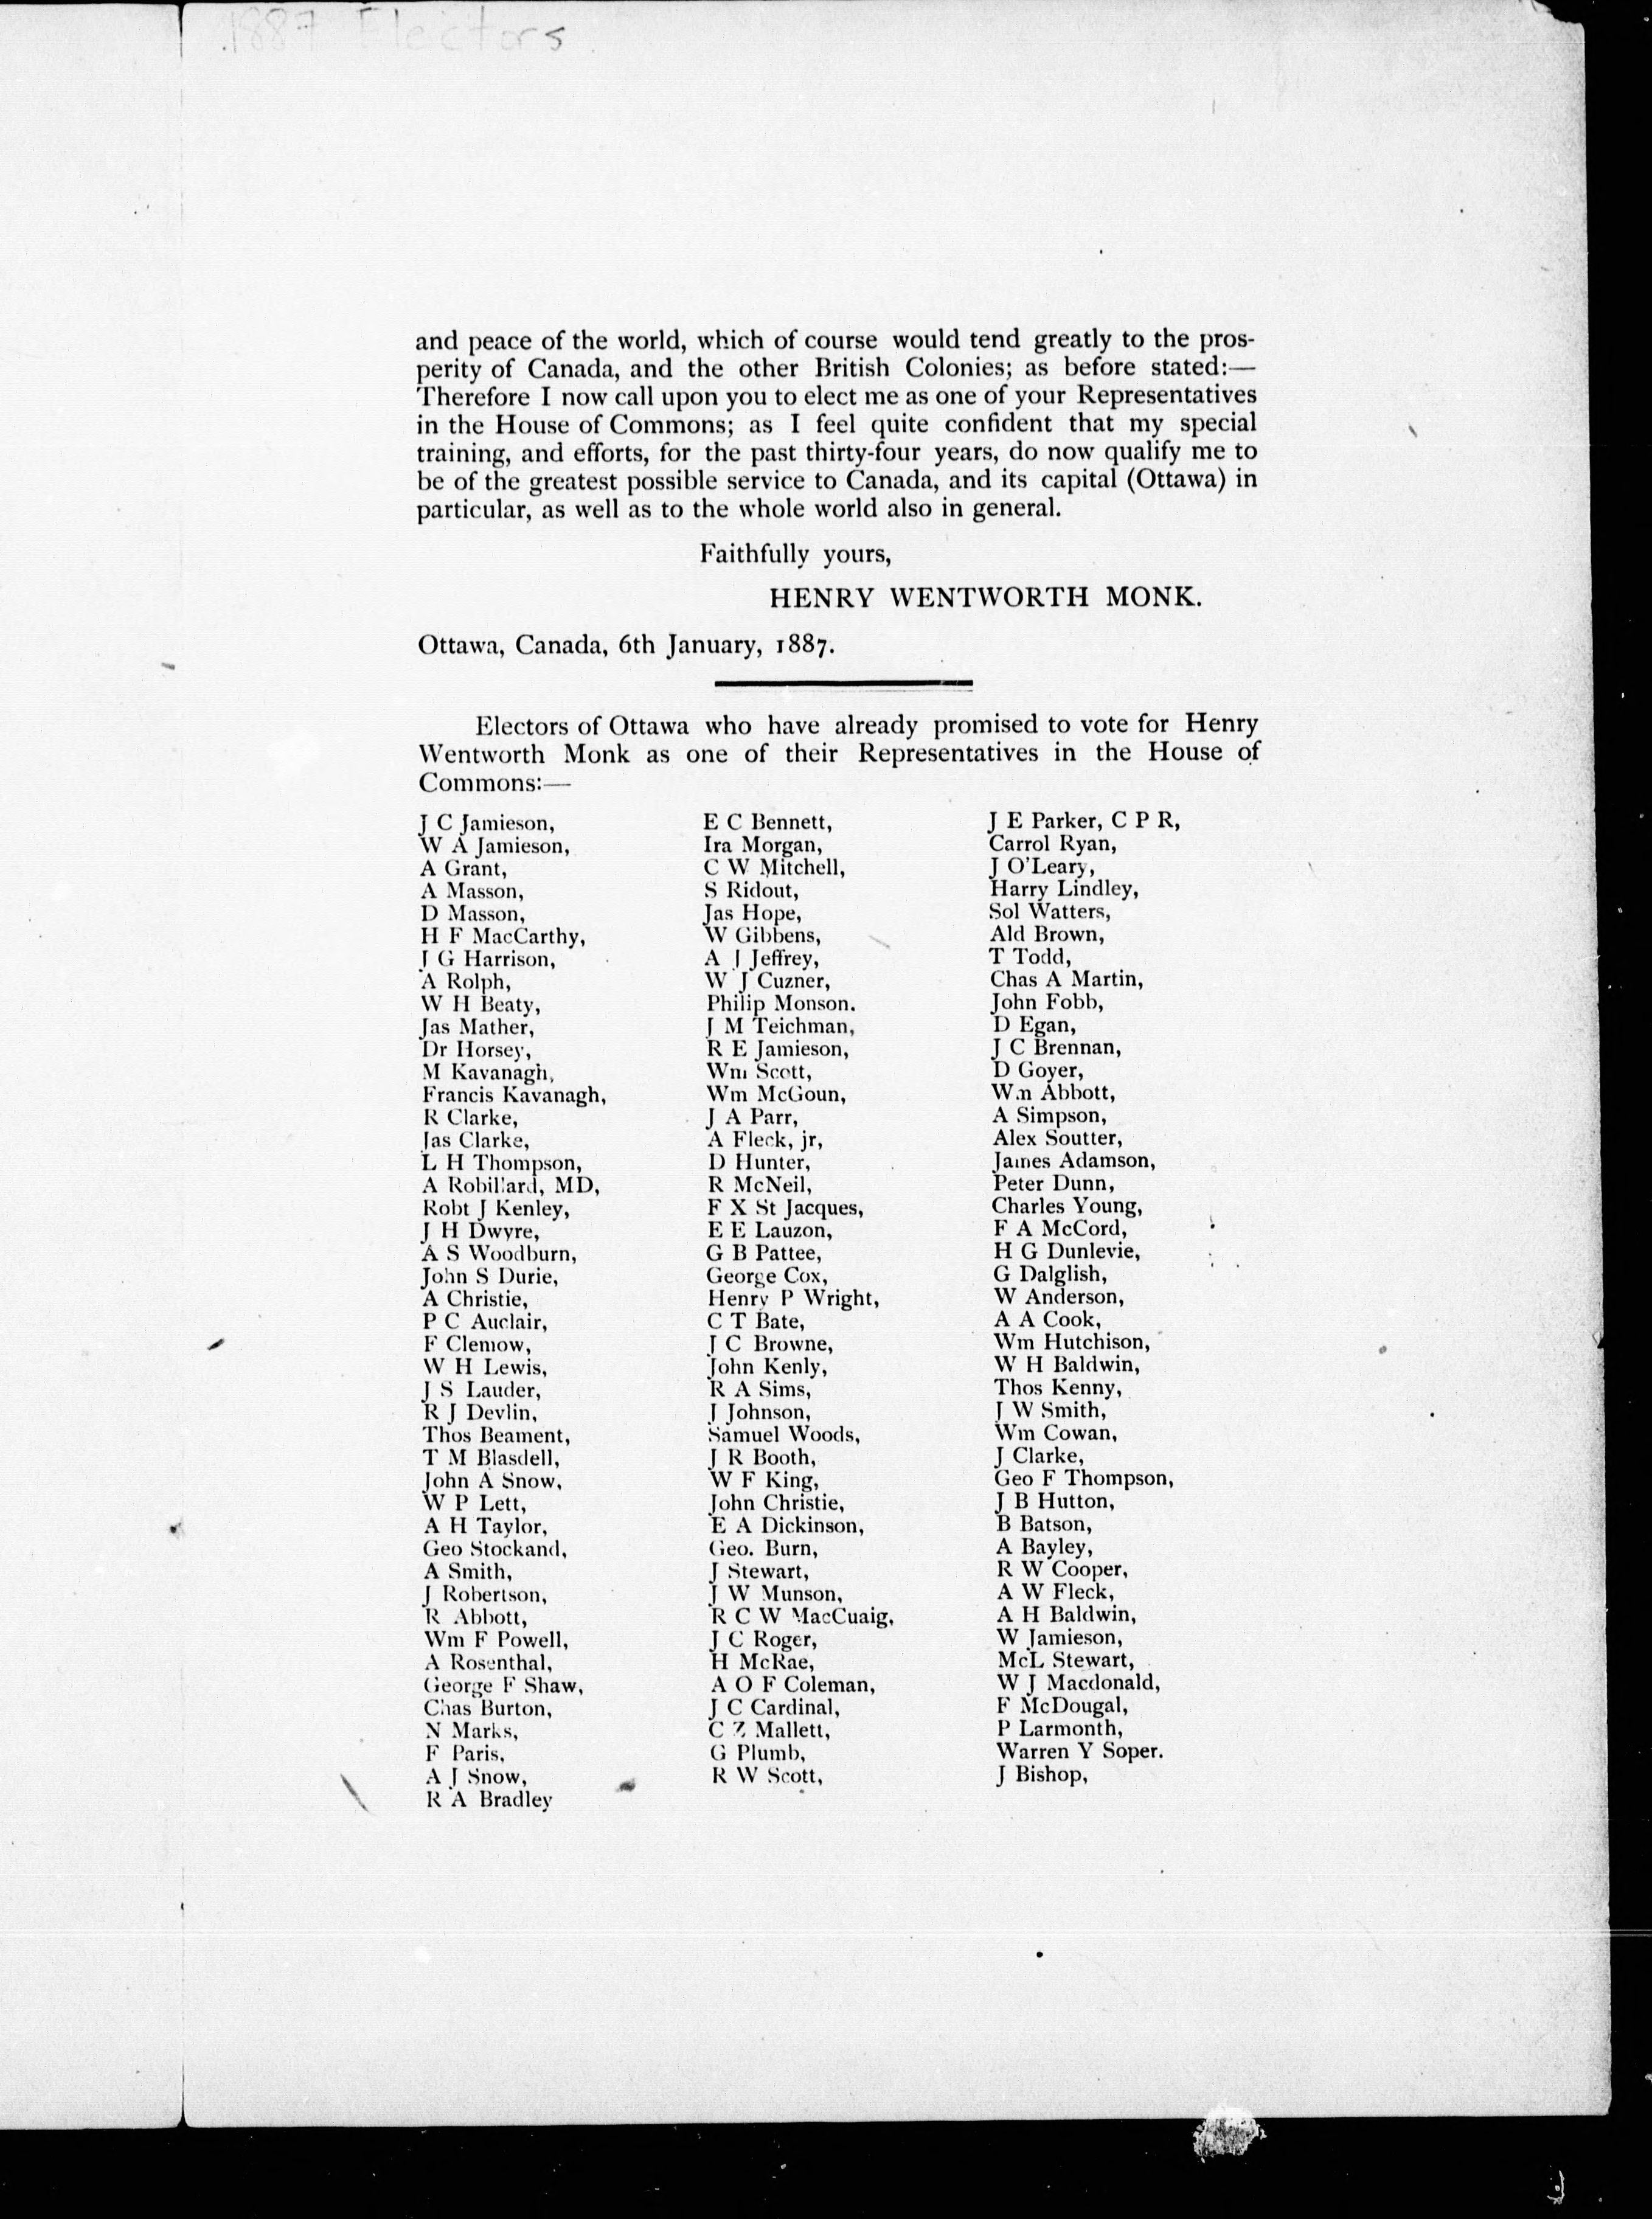 1887 Electors
and peace of the world, which of course would tend greatly to the pros-
perity of Canada, and the other British Colonies; as before stated:—
Therefore I now call upon you to elect me as one of your Representatives
in the House of Commons; as I feel quite confident that my special
training, and efforts, for the past thirty-four years, do now qualify me to
be of the greatest possible service to Canada, and its capital (Ottawa) in
particular, as well as to the whole world also in general.
Faithfully yours,
HENRY WENTWORTH MONK.
Ottawa, Canada, 6th January, 1887.
Electors of Ottawa who have already promised to vote for Henry
Wentworth Monk as one of their Representatives in the House of
Commons:—
J C Jamieson,
W A Jamieson,
A Grant,
A Masson,
D Masson,
H F MacCarthy,
J G Harrison,
A Rolph,
W H Beaty,
Jas Mather,
Dr Horsey,
M Kavanagh,
Francis Kavanagh,
R Clarke,
Jas Clarke,
L H Thompson,
A Robillard, MD,
Robt J Kenley,
J H Dwyre,
A S Woodburn,
John S Durie,
A Christie,
P C Auclair,
F Clemow,
W H Lewis,
J S Lauder,
R J Devlin,
Thos Beament,
T M Blasdell,
John A Snow,
W P Lett,
A H Taylor,
Geo Stockand,
A Smith,
J Robertson,
R Abbott,
Wm F Powell,
A Rosenthal,
George F Shaw,
Chas Burton,
N Marks,
F Paris,
A J Snow,
R A Bradley
E C Bennett,
Ira Morgan,
C W Mitchell,
S Ridout,
Jas Hope,
W Gibbens,
A J Jeffrey,
W J Cuzner,
Philip Monson.
J M Teichman,
R E Jamieson,
Wm Scott,
Wm McGoun,
J A Parr,
A Fleck, jr,
D Hunter,
R McNeil,
F X St Jacques,
E E Lauzon,
G B Pattee,
George Cox,
Henry P Wright,
C T Bate,
J C Browne,
John Kenly,
R A Sims,
J Johnson,
Samuel Woods,
J R Booth,
W F King,
John Christie,
E A Dickinson,
Geo. Burn,
J Stewart,
J W Munson,
R C W MacCuaig,
J C Roger,
H McRae,
A O F Coleman,
J C Cardinal,
C Z Mallett,
G Plumb,
R W Scott,
J E Parker, C P R,
Carrol Ryan,
J O'Leary,
Harry Lindley,
Sol Watters,
Ald Brown,
T Todd,
Chas A Martin,
John Fobb,
D Egan,
J C Brennan,
D Goyer,
Wm Abbott,
A Simpson,
Alex Soutter,
James Adamson,
Peter Dunn,
Charles Young,
F A McCord,
H G Dunlevie,
G Dalglish,
W Anderson,
A A Cook,
Wm Hutchison,
W H Baldwin,
Thos Kenny,
J W Smith,
Wm Cowan,
J Clarke,
Geo F Thompson,
J B Hutton,
B Batson,
A Bayley,
R W Cooper,
A W Fleck,
A H Baldwin,
W Jamieson,
McL Stewart,
W J Macdonald,
F McDougal,
P Larmonth,
Warren Y Soper.
J Bishop,